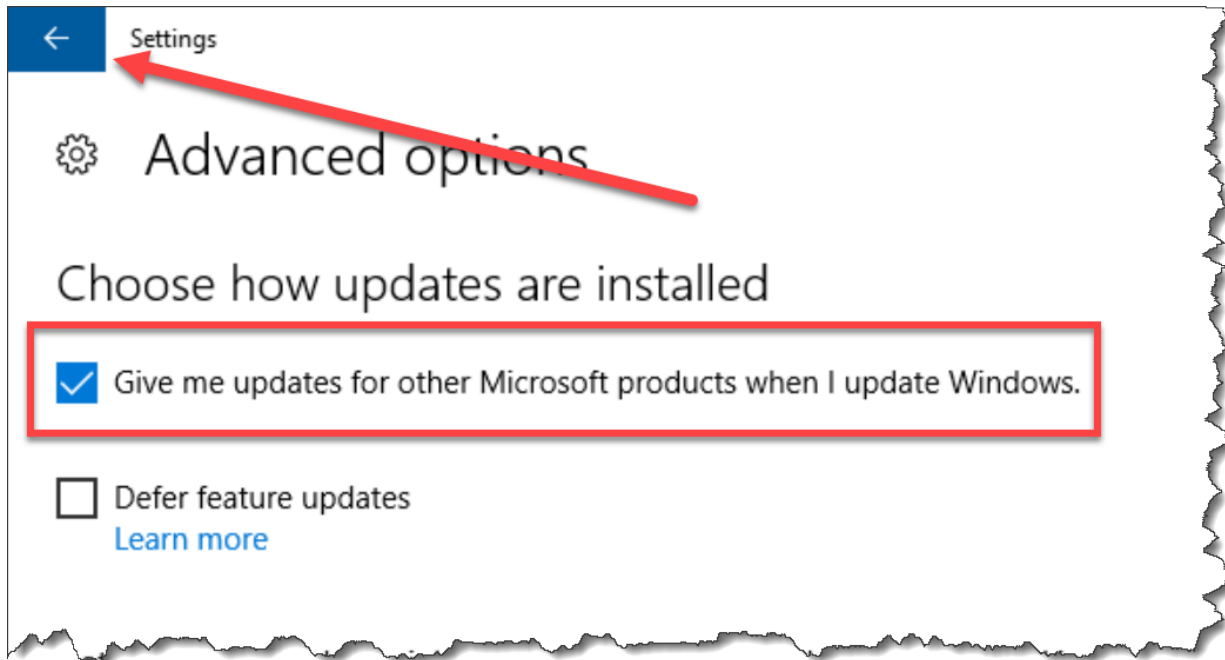 Settings
Advanced options
Choose how updates are installed
Give me updates for other Microsoft products when I update Windows.
Defer feature updates
Learn more